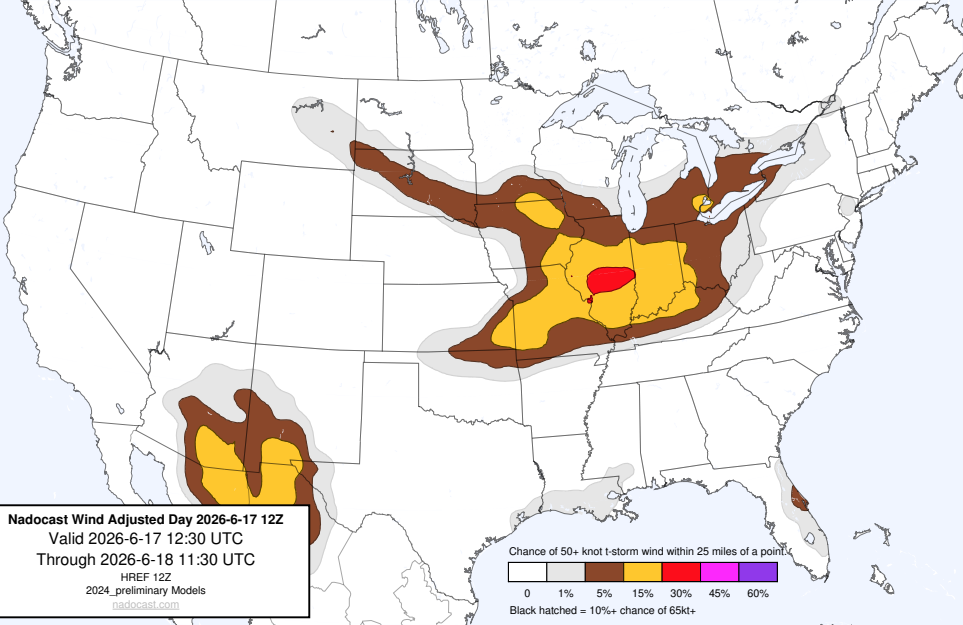 Nadocast Wind Adjusted Day 2026-6-17 12Z
Valid 2026-6-17 12:30 UTC
Through 2026-6-18 11:30 UTC
HREF 12Z
2024_preliminary Models
nadocast.com
Chance of 50+ knot t-storm wind within 25 miles of a point.
0 1% 5% 15% 30% 45% 60%
Black hatched = 10%+ chance of 65kt+